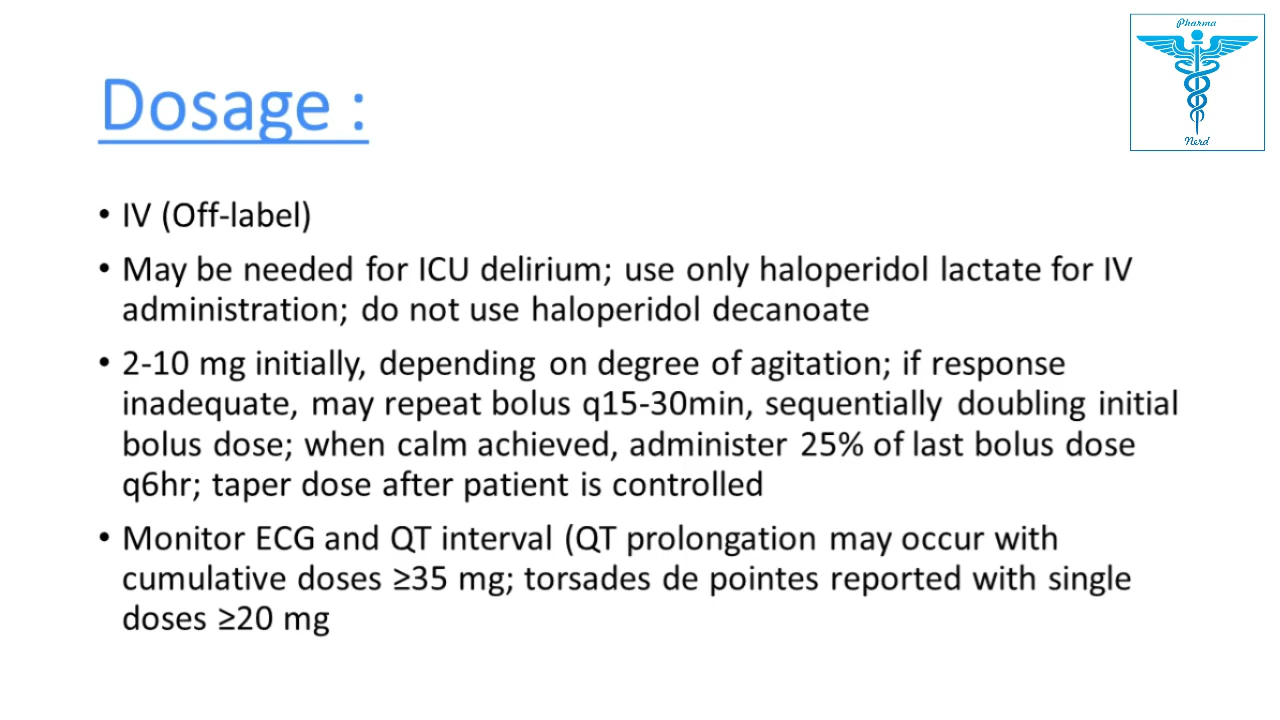 Pharma
Nerd
Dosage :
• IV (Off-label)
• May be needed for ICU delirium; use only haloperidol lactate for IV
administration; do not use haloperidol decanoate
• 2-10 mg initially, depending on degree of agitation; if response
inadequate, may repeat bolus q15-30min, sequentially doubling initial
bolus dose; when calm achieved, administer 25% of last bolus dose
q6hr; taper dose after patient is controlled
• Monitor ECG and QT interval (QT prolongation may occur with
cumulative doses ≥35 mg; torsades de pointes reported with single
doses ≥20 mg